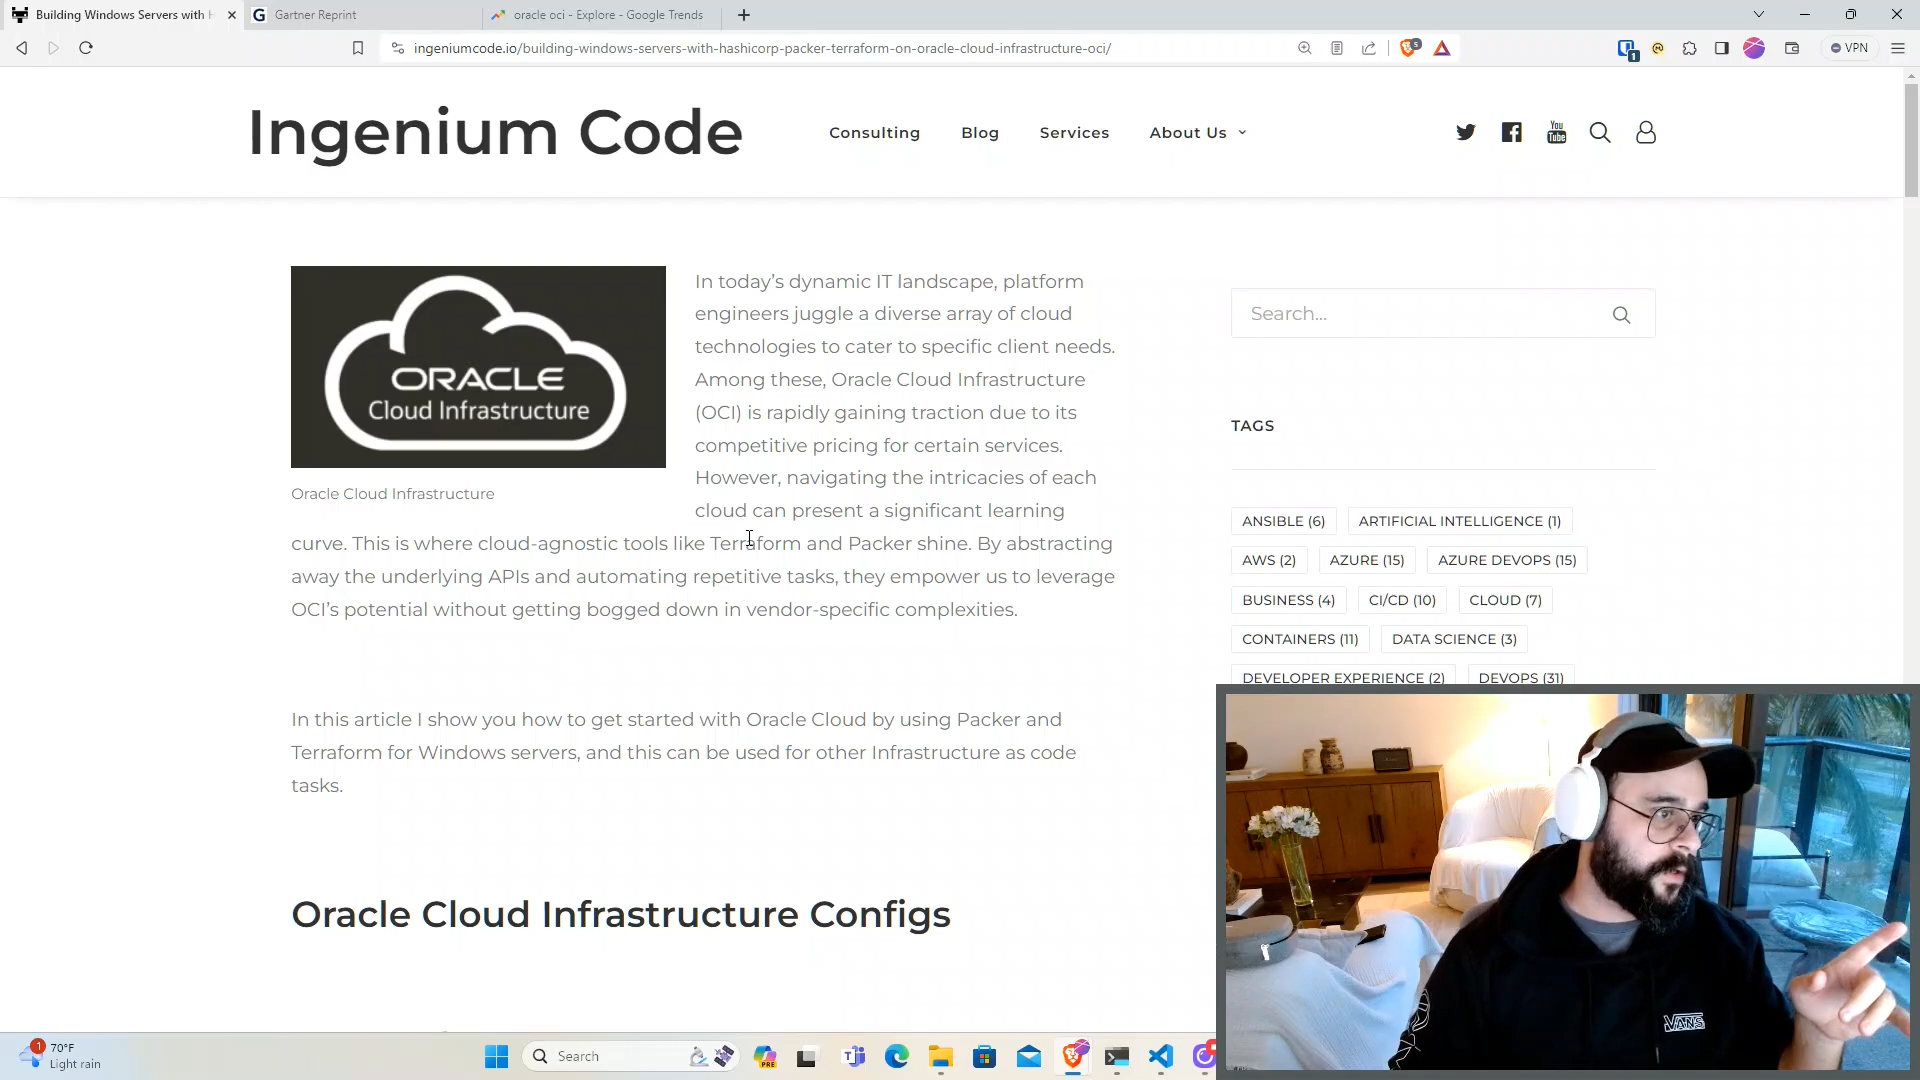 Building Windows Servers with H
Gartner Reprint
oracle oci - Explore - Google Trends
ingeniumcode.io/building-windows-servers-with-hashicorp-packer-terraform-on-oracle-cloud-infrastructure-oci/
5
1
VPN
Ingenium Code
Consulting
Blog
Services
About Us
You
Tube
ORACLE
Cloud Infrastructure
Oracle Cloud Infrastructure
In today’s dynamic IT landscape, platform
engineers juggle a diverse array of cloud
technologies to cater to specific client needs.
Among these, Oracle Cloud Infrastructure
(OCI) is rapidly gaining traction due to its
competitive pricing for certain services.
However, navigating the intricacies of each
cloud can present a significant learning
curve. This is where cloud-agnostic tools like Terraform and Packer shine. By abstracting
away the underlying APIs and automating repetitive tasks, they empower us to leverage
OCI’s potential without getting bogged down in vendor-specific complexities.
In this article I show you how to get started with Oracle Cloud by using Packer and
Terraform for Windows servers, and this can be used for other Infrastructure as code
tasks.
Oracle Cloud Infrastructure Configs
Search...
TAGS
ANSIBLE (6)
ARTIFICIAL INTELLIGENCE (1)
AWS (2)
AZURE (15)
AZURE DEVOPS (15)
BUSINESS (4)
CI/CD (10)
CLOUD (7)
CONTAINERS (11)
DATA SCIENCE (3)
DEVELOPER EXPERIENCE (2)
DEVOPS (31)
VANS
1
70°F
Light rain
Search
PRE